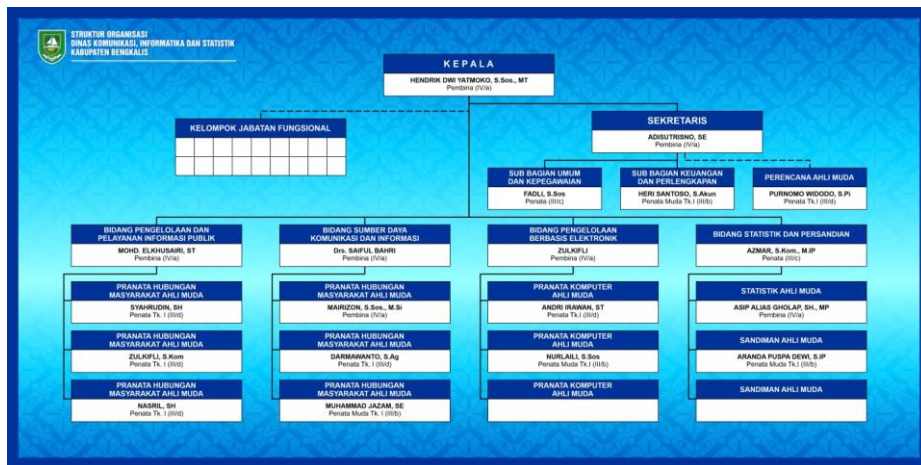 STRUKTUR ORGANISASI
DINAS KOMUNIKASI, INFORMATIKA DAN STATISTIK
KABUPATEN BENGKALIS
KEPALA
HENDRIK DWI YATMOKO, S.Sos., MT
Pembina (IV/a)
KELOMPOK JABATAN FUNGSIONAL
SEKRETARIS
ADISUTRISNO, SE
Pembina (IV/a)
SUB BAGIAN UMUM
DAN KEPEGAWAIAN
FADLI, S.Sos
Penata (III/c)
SUB BAGIAN KEUANGAN
DAN PERLENGKAPAN
HERI SANTOSO, S.Akun
Penata Muda Tk.I (III/b)
PERENCANA AHLI MUDA
PURNOMO WIDODO, S.Pi
Penata Tk.I (III/d)
BIDANG PENGELOLAAN DAN
PELAYANAN INFORMASI PUBLIK
MOHD. ELKHUSAIRI, ST
Pembina (IV/a)
PRANATA HUBUNGAN
MASYARAKAT AHLI MUDA
SYAHRUDIN, SH
Penata Tk. I (III/d)
PRANATA HUBUNGAN
MASYARAKAT AHLI MUDA
ZULKIFLI, S.Kom
Penata Tk. I (III/d)
PRANATA HUBUNGAN
MASYARAKAT AHLI MUDA
NASRIL, SH
Penata Tk. I (III/d)
BIDANG SUMBER DAYA
KOMUNIKASI DAN INFORMASI
Drs. SAIFUL BAHRI
Pembina (IV/a)
PRANATA HUBUNGAN
MASYARAKAT AHLI MUDA
MAIRIZON, S.Sos., M.Si
Pembina (IV/a)
PRANATA HUBUNGAN
MASYARAKAT AHLI MUDA
DARMAWANTO, S.Ag
Penata Tk. I (III/d)
PRANATA HUBUNGAN
MASYARAKAT AHLI MUDA
MUHAMMAD JAZAM, SE
Penata Muda Tk. I (III/b)
BIDANG PENGELOLAAN
BERBASIS ELEKTRONIK
ZULKIFLI
Pembina (IV/a)
PRANATA KOMPUTER
AHLI MUDA
ANDRI IRAWAN, ST
Penata Tk.I (III/d)
PRANATA KOMPUTER
AHLI MUDA
NURLAILI, S.Sos
Penata Muda Tk.I (III/b)
PRANATA KOMPUTER
AHLI MUDA
BIDANG STATISTIK DAN PERSANDIAN
AZMAR, S.Kom., M.IP
Penata (III/c)
STATISTIK AHLI MUDA
ASIP ALIAS GHOLAP, SH., MP
Pembina (IV/a)
SANDIMAN AHLI MUDA
ARANDA PUSPA DEWI, S.IP
Penata Muda Tk.I (III/b)
SANDIMAN AHLI MUDA